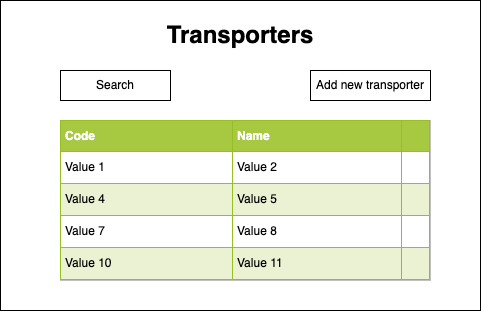 Transporters
Search
Add new transporter
Code Name
Value 1 Value 2
Value 4 Value 5
Value 7 Value 8
Value 10 Value 11